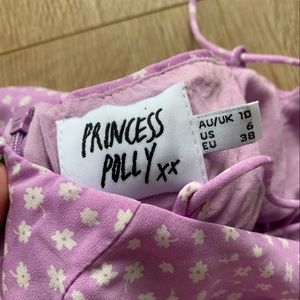 PRINCESS
POLLY xx
AU/UK 10
US 6
EU 38